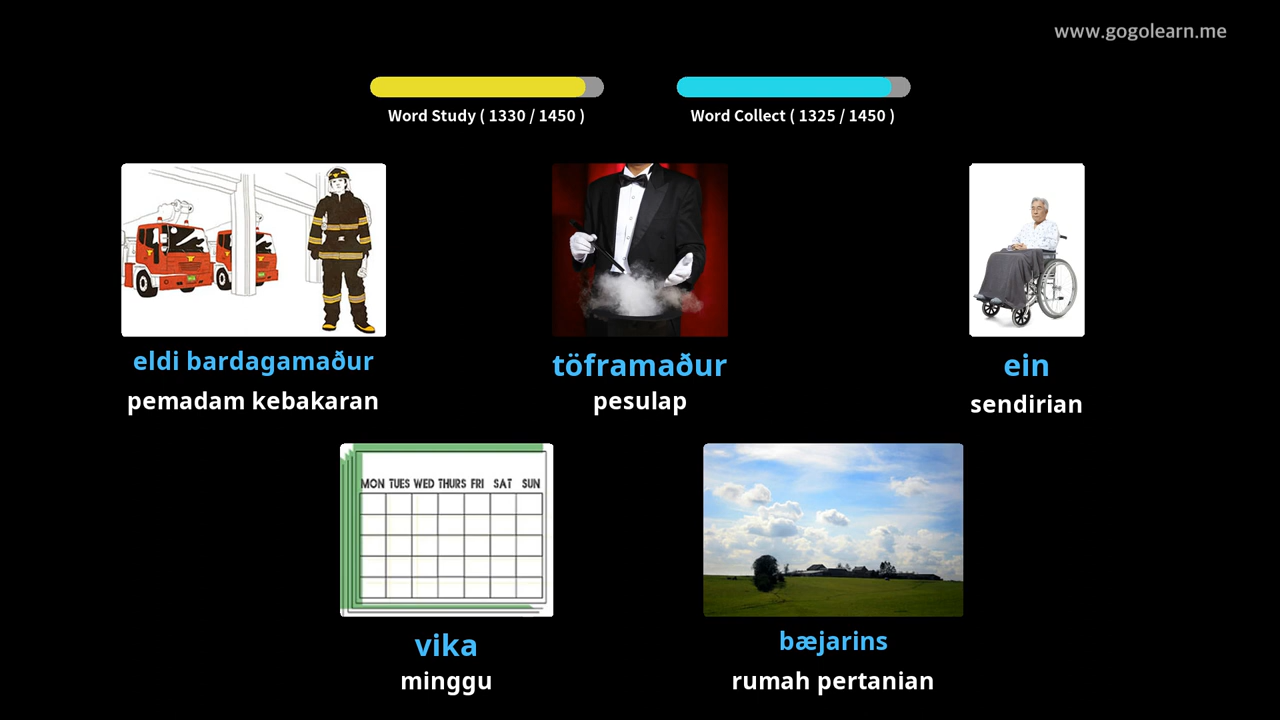 www.gogolearn.me
Word Study ( 1330 / 1450 )
Word Collect ( 1325 / 1450 )
eldi bardagamaður
töframaður
ein
pemadam kebakaran
pesulap
sendirian
MON TUES WED THURS FRI SAT SUN
vika
bæjarins
minggu
rumah pertanian